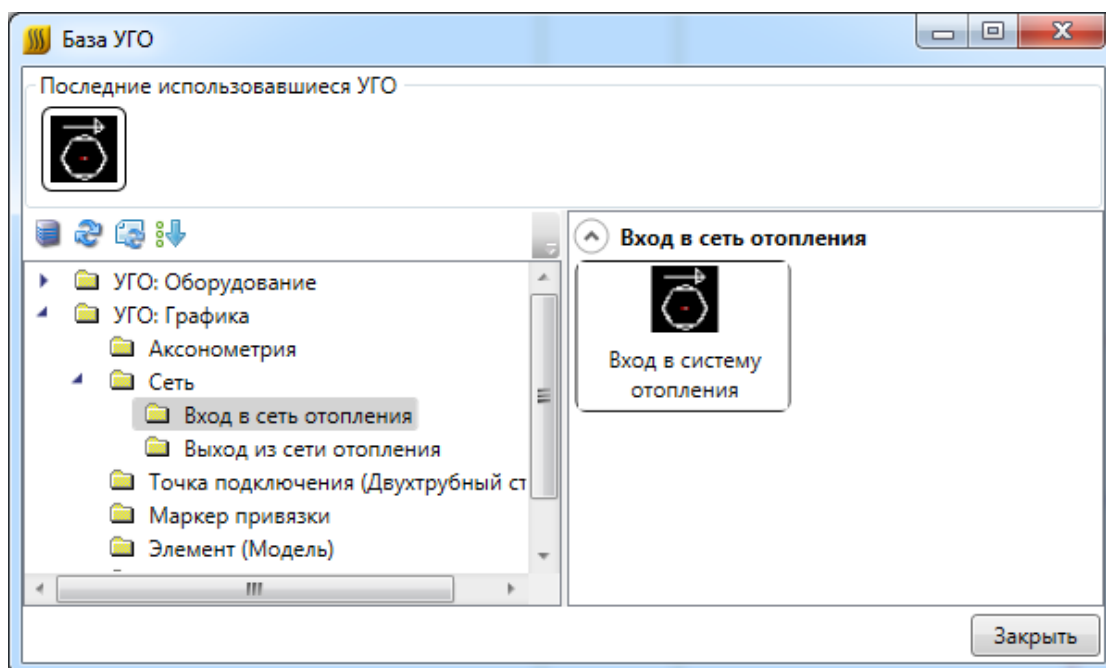 База УГО
Последние использовавшиеся УГО
Вход в сеть отопления
УГО: Оборудование
УГО: Графика
Аксонометрия
Сеть
Вход в сеть отопления
Выход из сети отопления
Точка подключения (Двухтрубный ст
Маркер привязки
Элемент (Модель)
Вход в систему
отопления
Закрыть